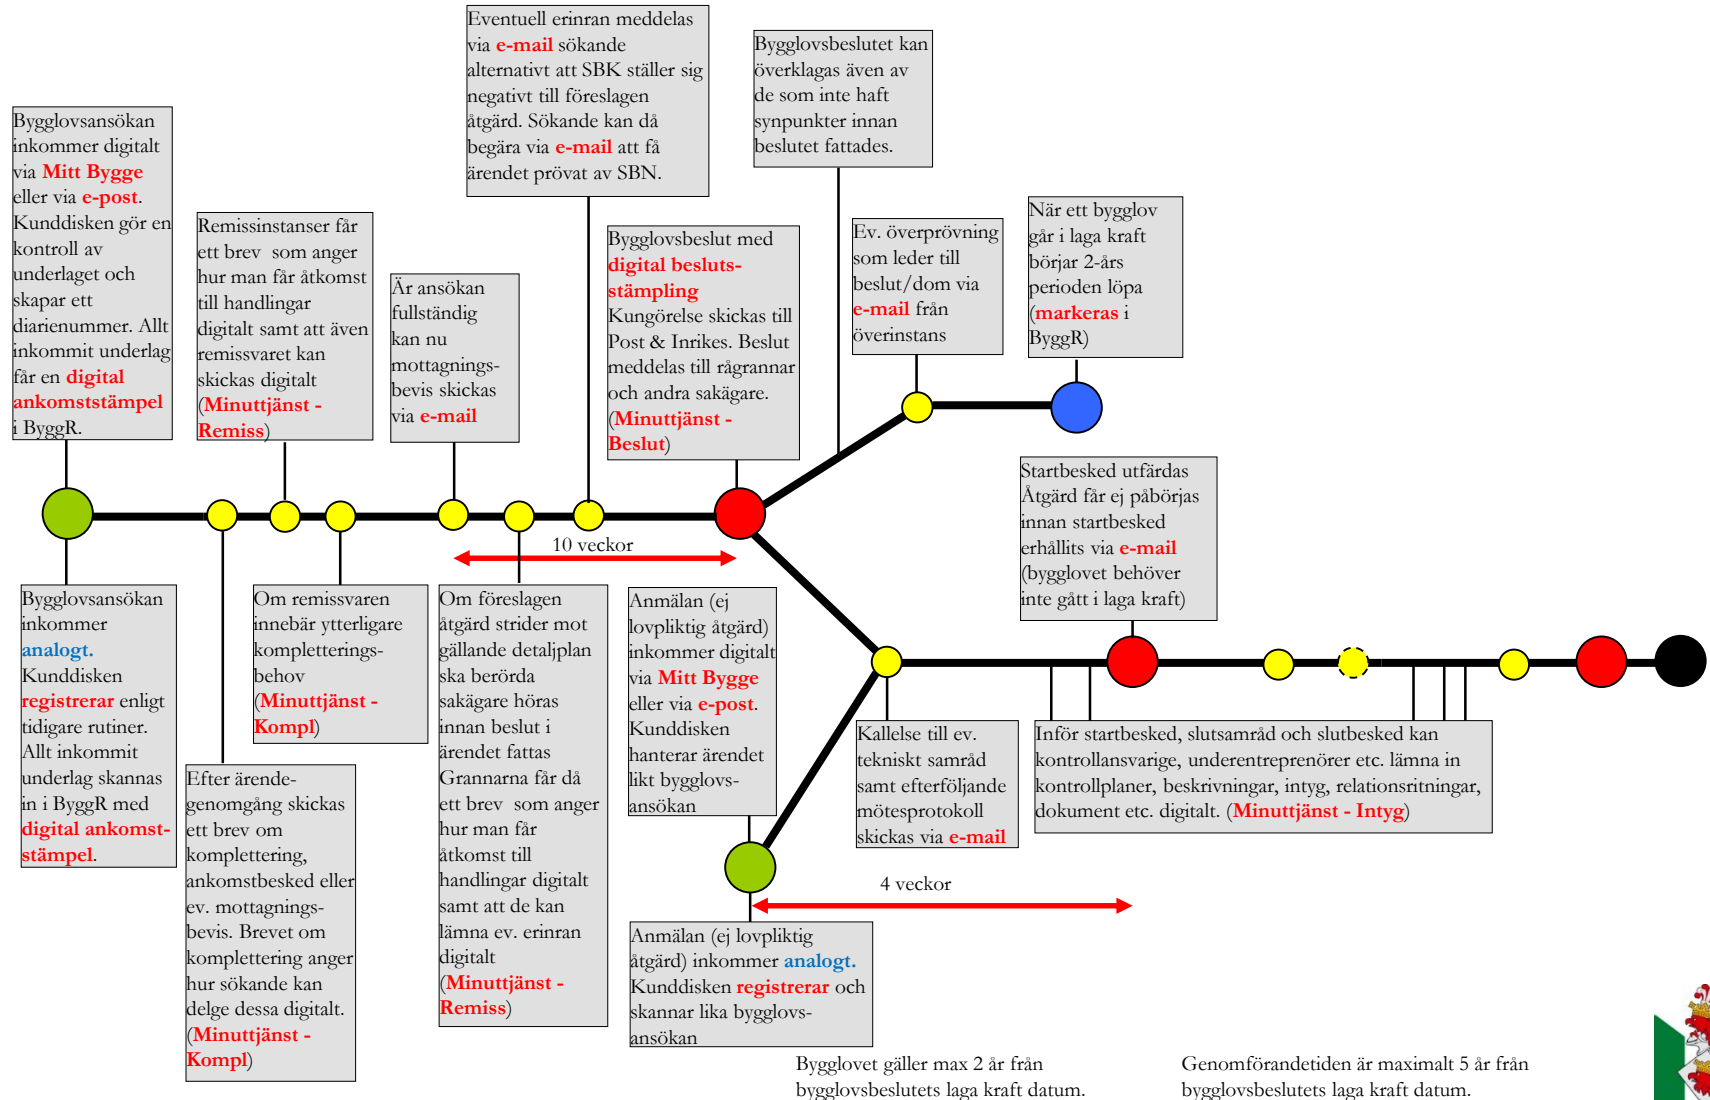 Bygglovsansökan
inkommer digitalt
via Mitt Bygge
eller via e-post.
Kunddisken gör en
kontroll av
underlaget och
skapar ett
diarienummer. Allt
inkommit underlag
får en digital
ankomststämpel
i ByggR.
Remissinstanser får
ett brev som anger
hur man får åtkomst
till handlingar
digitalt samt att även
remissvaret kan
skickas digitalt
(Minuttjänst -
Remiss)
Är ansökan
fullständig
kan nu
mottagnings-
bevis skickas
via e-mail
Eventuell erinran meddelas
via e-mail sökande
alternativt att SBK ställer sig
negativt till föreslagen
åtgärd. Sökande kan då
begära via e-mail att få
ärendet prövat av SBN.
Bygglovsbeslut med
digital besluts-
stämpling
Kungörelse skickas till
Post & Inrikes. Beslut
meddelas till rågrannar
och andra sakägare.
(Minuttjänst -
Beslut)
Bygglovsbeslutet kan
överklagas även av
de som inte haft
synpunkter innan
beslutet fattades.
Ev. överprövning
som leder till
beslut/dom via
e-mail från
överinstans
När ett bygglov
går i laga kraft
börjar 2-års
perioden löpa
(markeras i
ByggR)
Startbesked utfärdas
Åtgärd får ej påbörjas
innan startbesked
erhållits via e-mail
(bygglovet behöver
inte gått i laga kraft)
10 veckor
Bygglovsansökan
inkommer
analogt.
Kunddisken
registrerar enligt
tidigare rutiner.
Allt inkommit
underlag skannas
in i ByggR med
digital ankomst-
stämpel.
Efter ärende-
genomgång skickas
ett brev om
komplettering,
ankomstbesked eller
ev. mottagnings-
bevis. Brevet om
komplettering anger
hur sökande kan
delge dessa digitalt.
(Minuttjänst -
Kompl)
Om remissvaren
innebär ytterligare
kompletterings-
behov
(Minuttjänst -
Kompl)
Om föreslagen
åtgärd strider mot
gällande detaljplan
ska berörda
sakägare höras
innan beslut i
ärendet fattas
Grannarna får då
ett brev som anger
hur man får
åtkomst till
handlingar digitalt
samt att de kan
lämna ev. erinran
digitalt
(Minuttjänst -
Remiss)
Anmälan (ej
lovpliktig åtgärd)
inkommer digitalt
via Mitt Bygge
eller via e-post.
Kunddisken
hanterar ärendet
likt bygglovs-
ansökan
Kallelse till ev.
tekniskt samråd
samt efterföljande
mötesprotokoll
skickas via e-mail
Inför startbesked, slutsamråd och slutbesked kan
kontrollansvarige, underentreprenörer etc. lämna in
kontrollplaner, beskrivningar, intyg, relationsritningar,
dokument etc. digitalt. (Minuttjänst - Intyg)
4 veckor
Anmälan (ej lovpliktig
åtgärd) inkommer analogt.
Kunddisken registrerar och
skannar lika bygglovs-
ansökan
Bygglovet gäller max 2 år från
bygglovsbeslutets laga kraft datum.
Genomförandetiden är maximalt 5 år från
bygglovsbeslutets laga kraft datum.